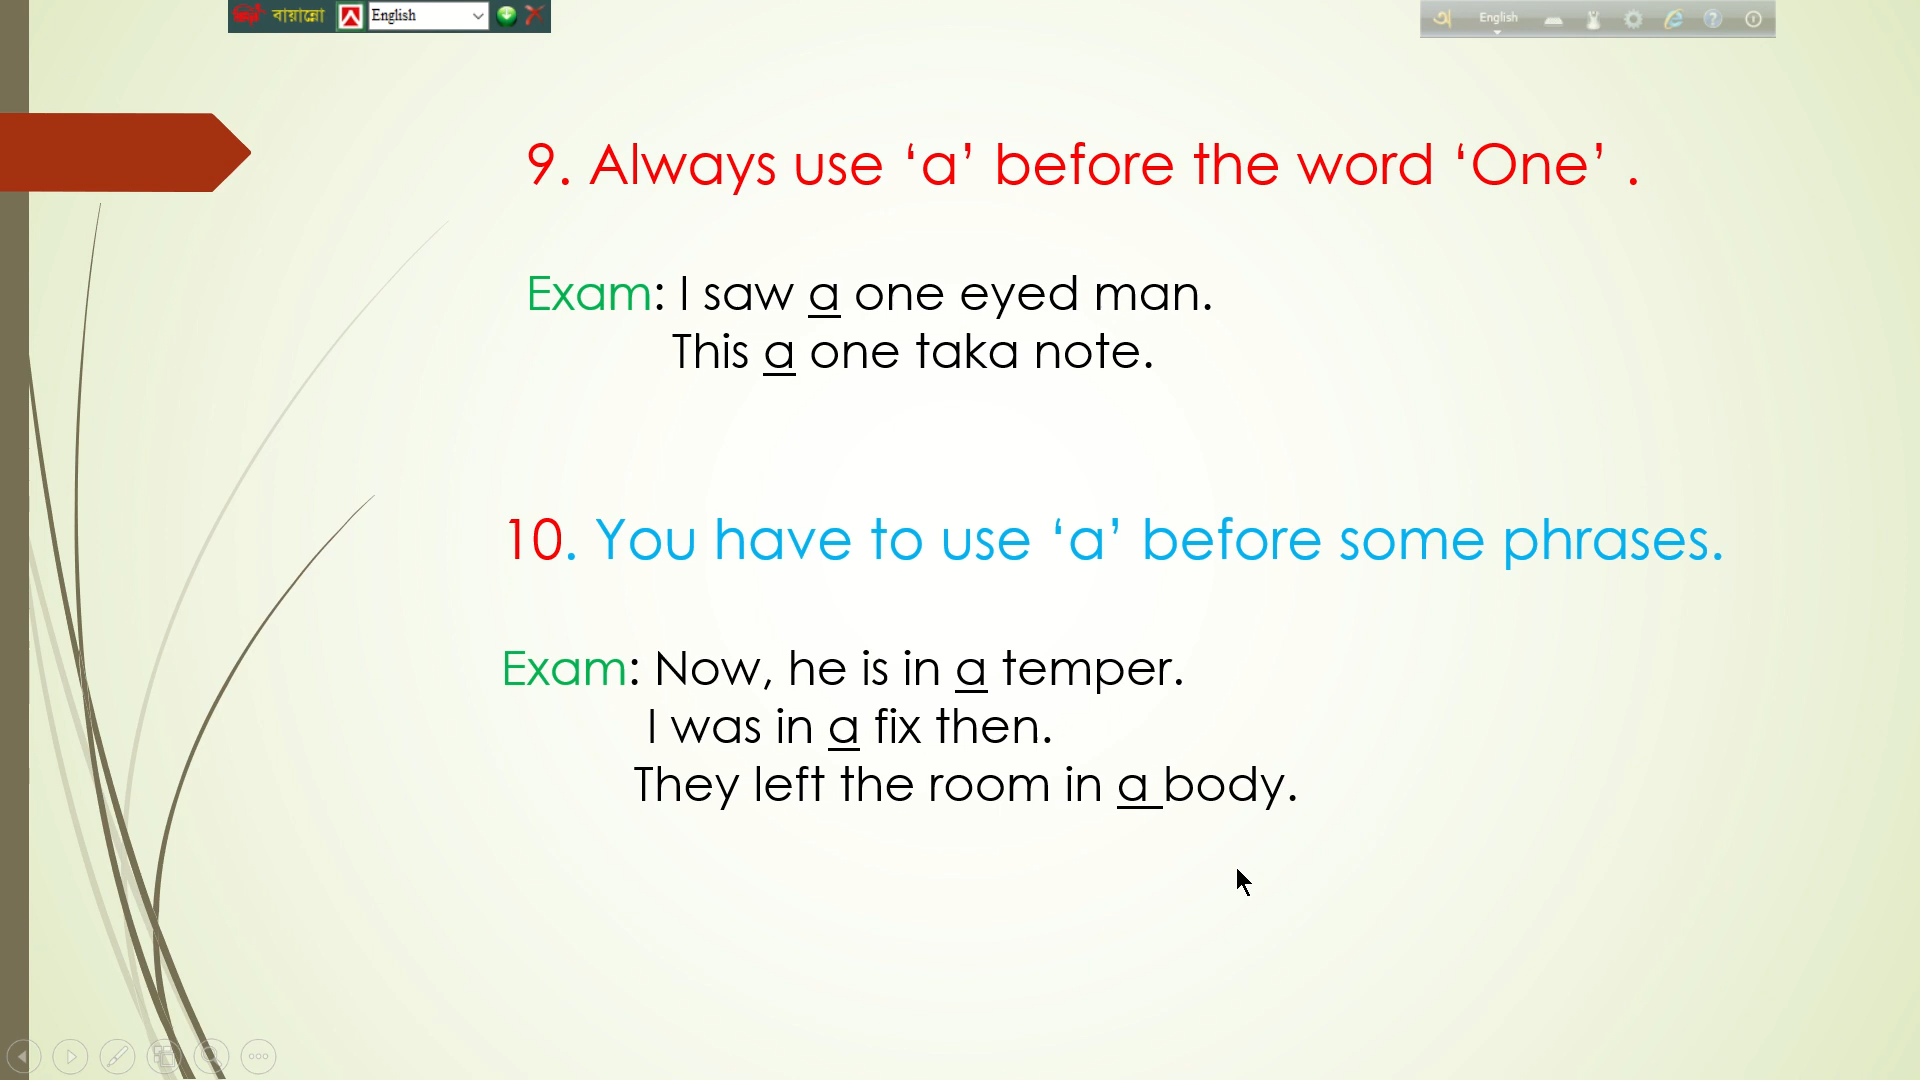 বায়ান্নো English
অ English
9. Always use ‘a’ before the word ‘One’ .
Exam: I saw a one eyed man.
This a one taka note.
10. You have to use ‘a’ before some phrases.
Exam: Now, he is in a temper.
I was in a fix then.
They left the room in a body.